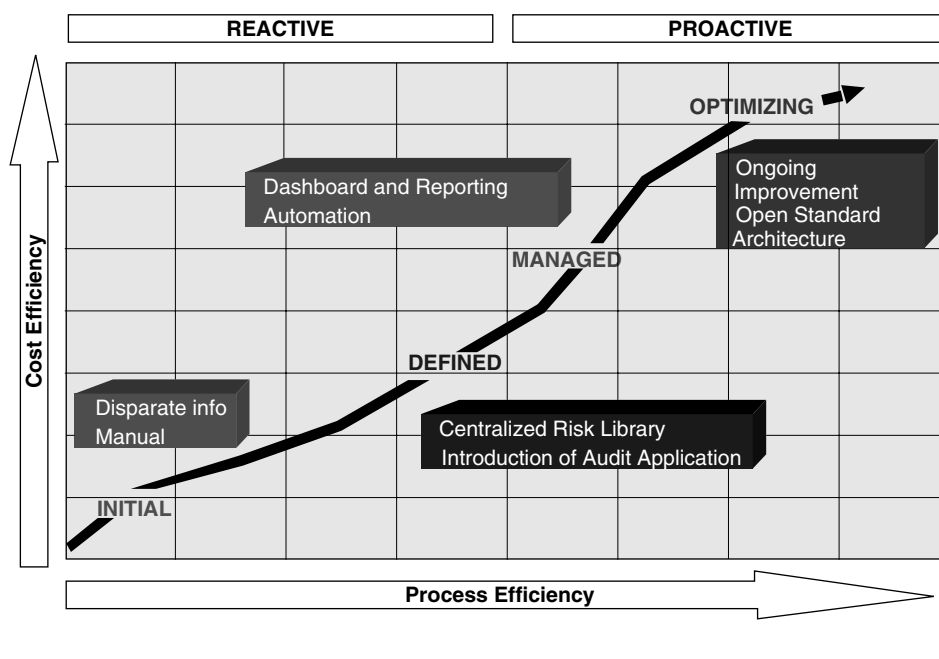 REACTIVE
PROACTIVE
OPTIMIZING
Ongoing
Improvement
Open Standard
Architecture
Dashboard and Reporting
Automation
MANAGED
Cost Efficiency
DEFINED
Disparate info
Manual
Centralized Risk Library
Introduction of Audit Application
INITIAL
Process Efficiency